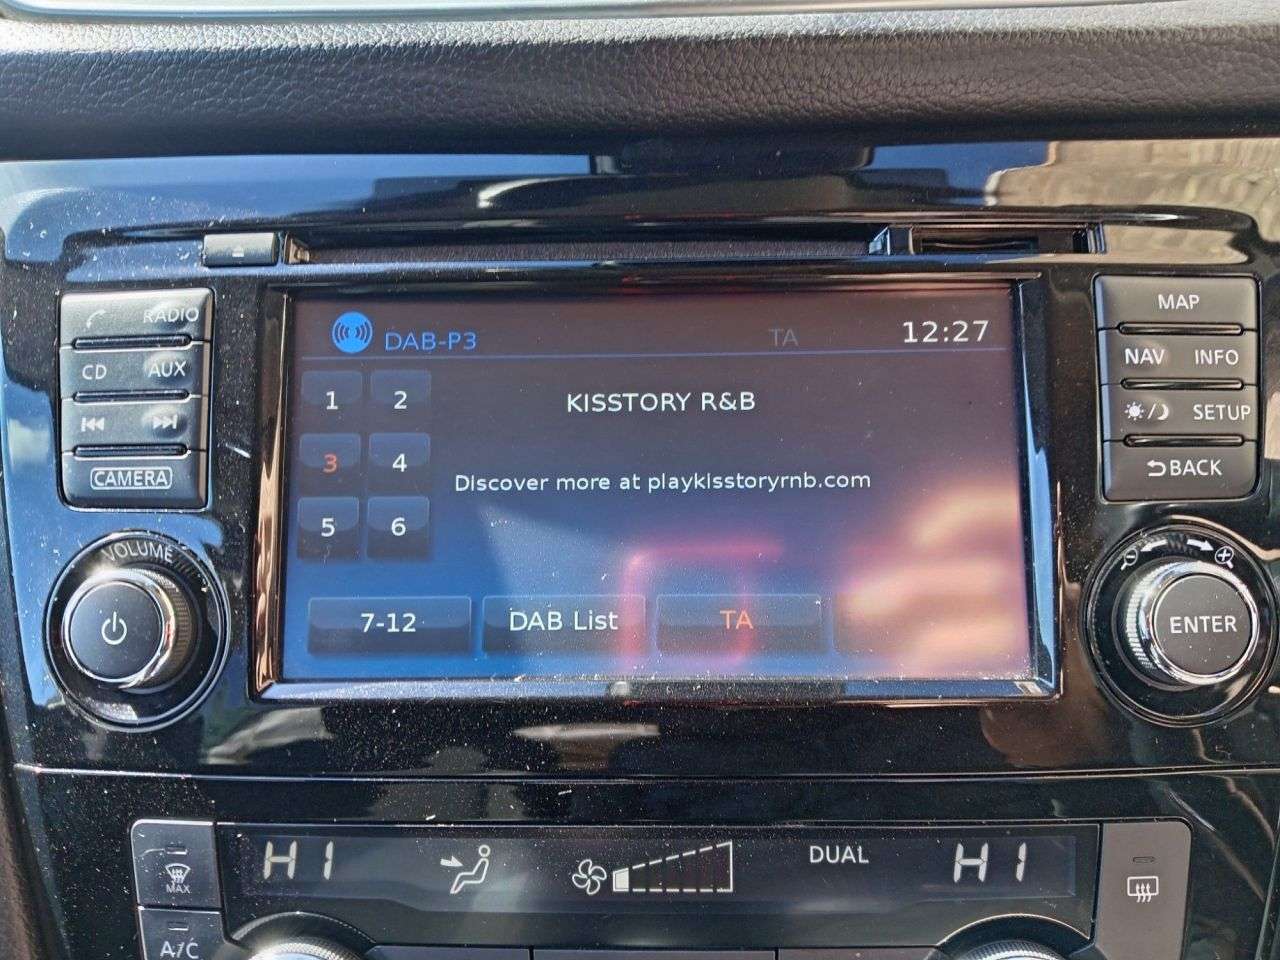 DAB-P3 TA 12:27
1 2
KISSTORY R&B
3 4
Discover more at playkisstoryrnb.com
5 6
7-12 DAB List TA
RADIO
CD AUX
CAMERA
VOLUME
MAP
NAV INFO
SETUP
BACK
ENTER
HI DUAL HI
MAX
A/C